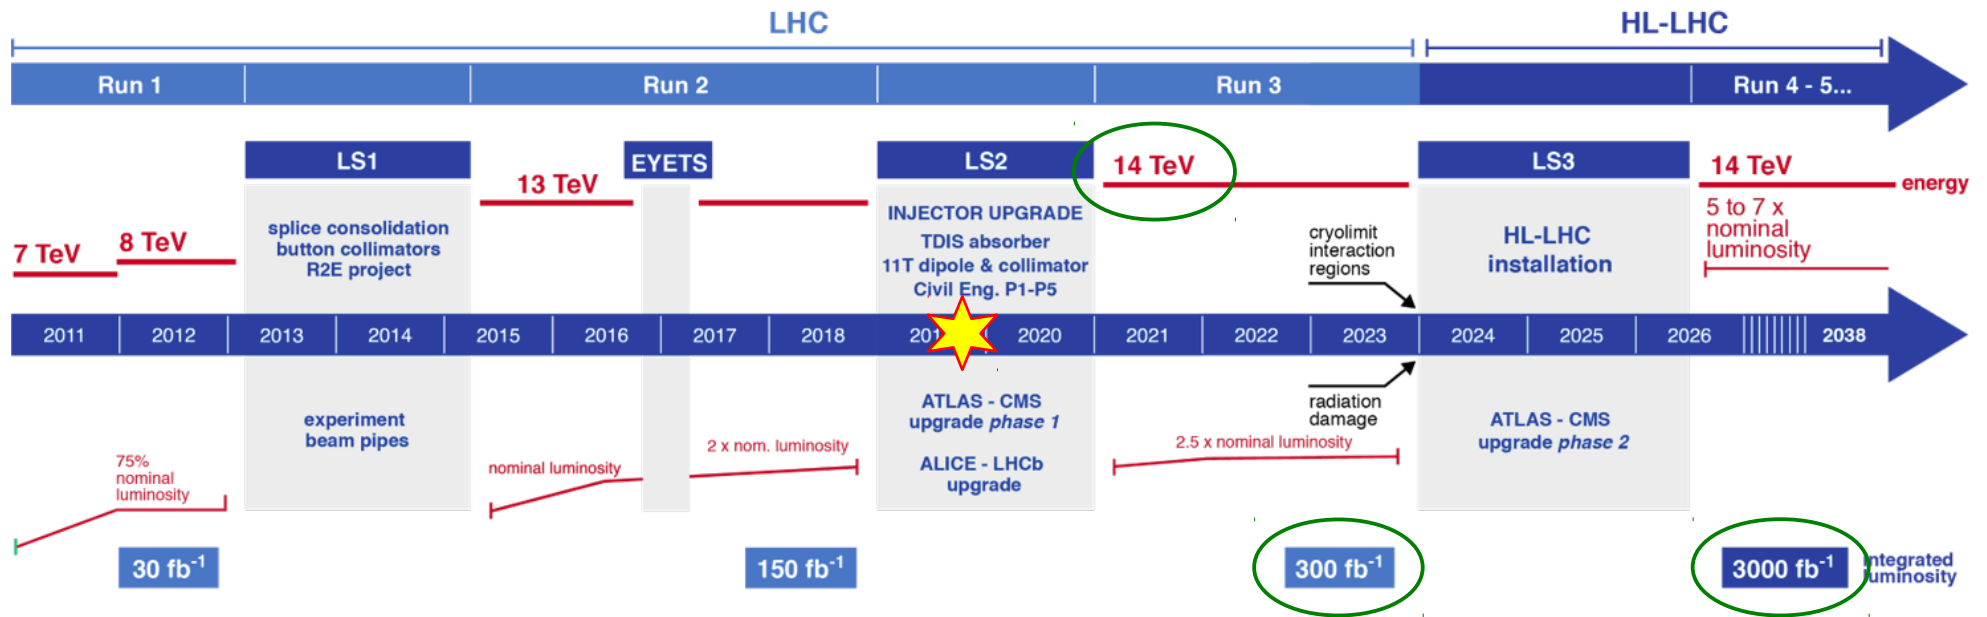 LHC
HL-LHC
Run 1
Run 2
Run 3
Run 4 - 5...
LS1
EYETS
LS2
14 TeV
LS3
14 TeV
energy
13 TeV
7 TeV
8 TeV
splice consolidation
button collimators
R2E project
INJECTOR UPGRADE
TDIS absorber
11T dipole & collimator
Civil Eng. P1-P5
cryolimit
interaction
regions
HL-LHC
installation
5 to 7 x
nominal
luminosity
2011
2012
2013
2014
2015
2016
2017
2018
2020
2021
2022
2023
2024
2025
2026
2038
experiment
beam pipes
ATLAS - CMS
upgrade phase 1
ALICE - LHCb
upgrade
radiation
damage
ATLAS - CMS
upgrade phase 2
75%
nominal
luminosity
nominal luminosity
2 x nom. luminosity
2.5 x nominal luminosity
30 fb⁻¹
150 fb⁻¹
300 fb⁻¹
3000 fb⁻¹
integrated
luminosity